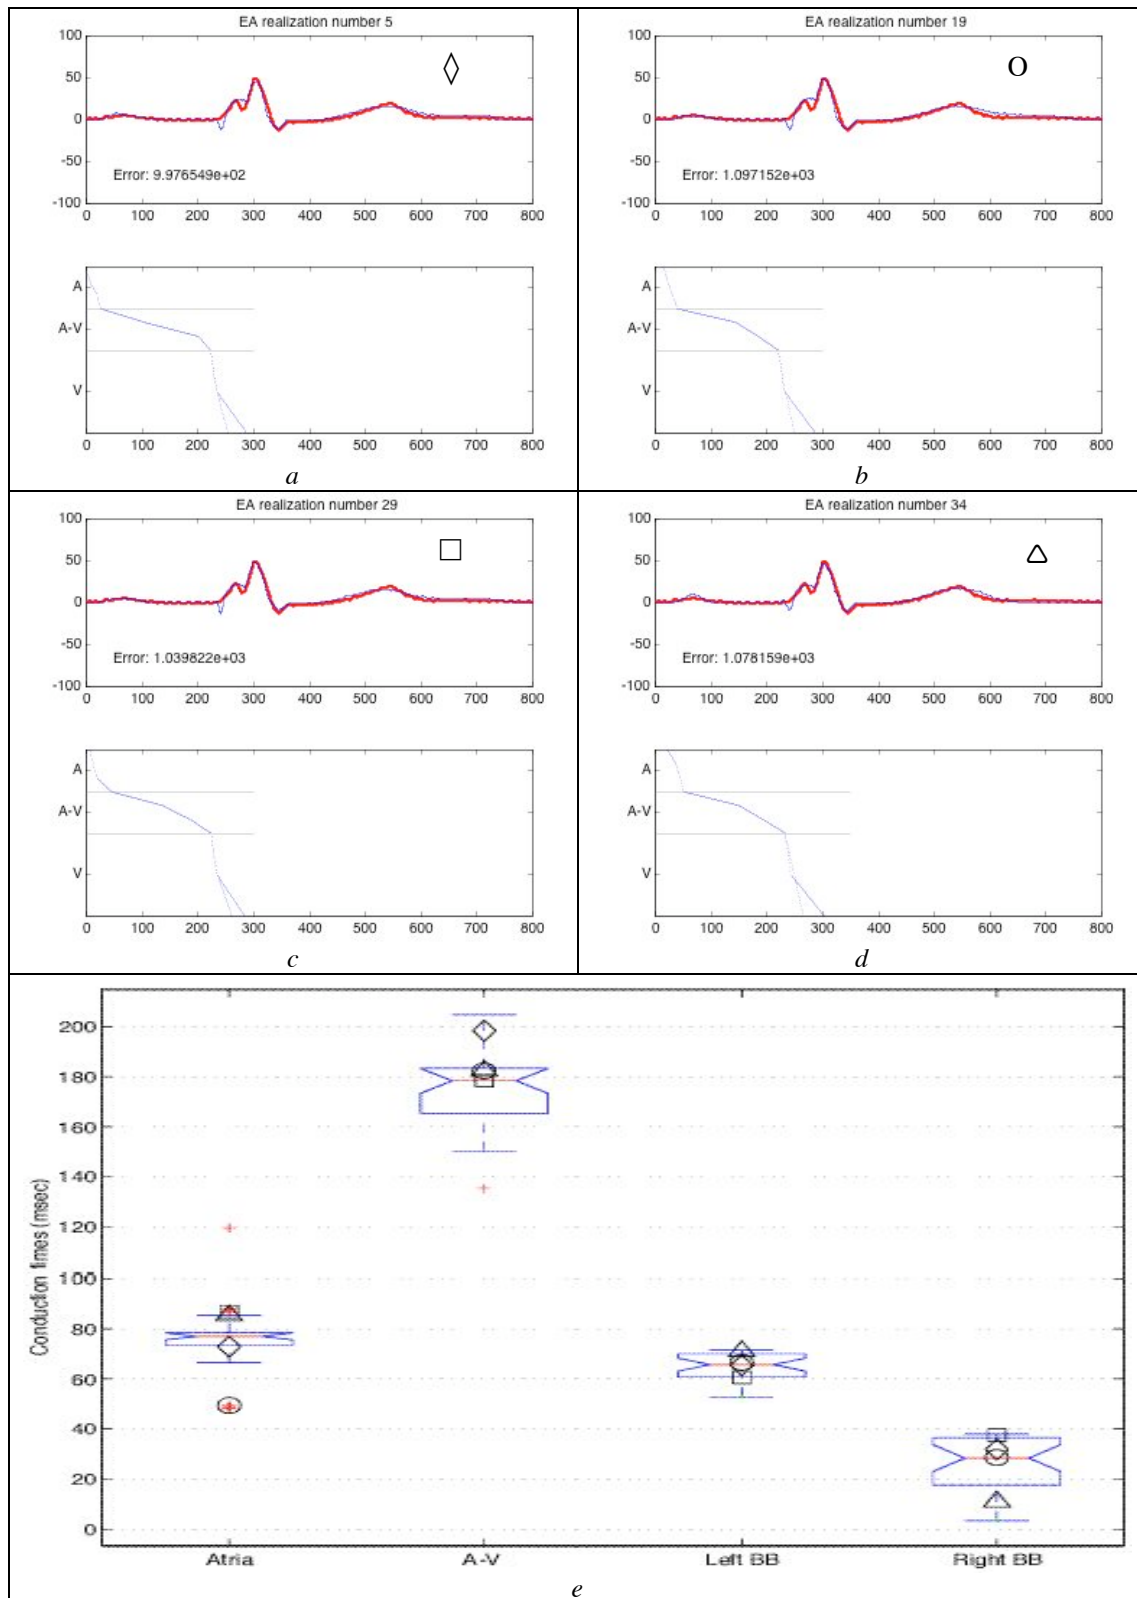 EA realization number 5
100
50
0
-50
-100
Error: 9.976549e+02
0 100 200 300 400 500 600 700 800
A
A-V
V
0 100 200 300 400 500 600 700 800
a
EA realization number 19
O
100
50
0
-50
-100
Error: 1.097152e+03
0 100 200 300 400 500 600 700 800
A
A-V
V
0 100 200 300 400 500 600 700 800
b
EA realization number 29
100
50
0
-50
-100
Error: 1.039822e+03
0 100 200 300 400 500 600 700 800
A
A-V
V
0 100 200 300 400 500 600 700 800
c
EA realization number 34
100
50
0
-50
-100
Error: 1.078159e+03
0 100 200 300 400 500 600 700 800
A
A-V
V
0 100 200 300 400 500 600 700 800
d
Conduction times (msec)
200
180
160
140
120
100
80
60
40
20
0
Atria A-V Left BB Right BB
e